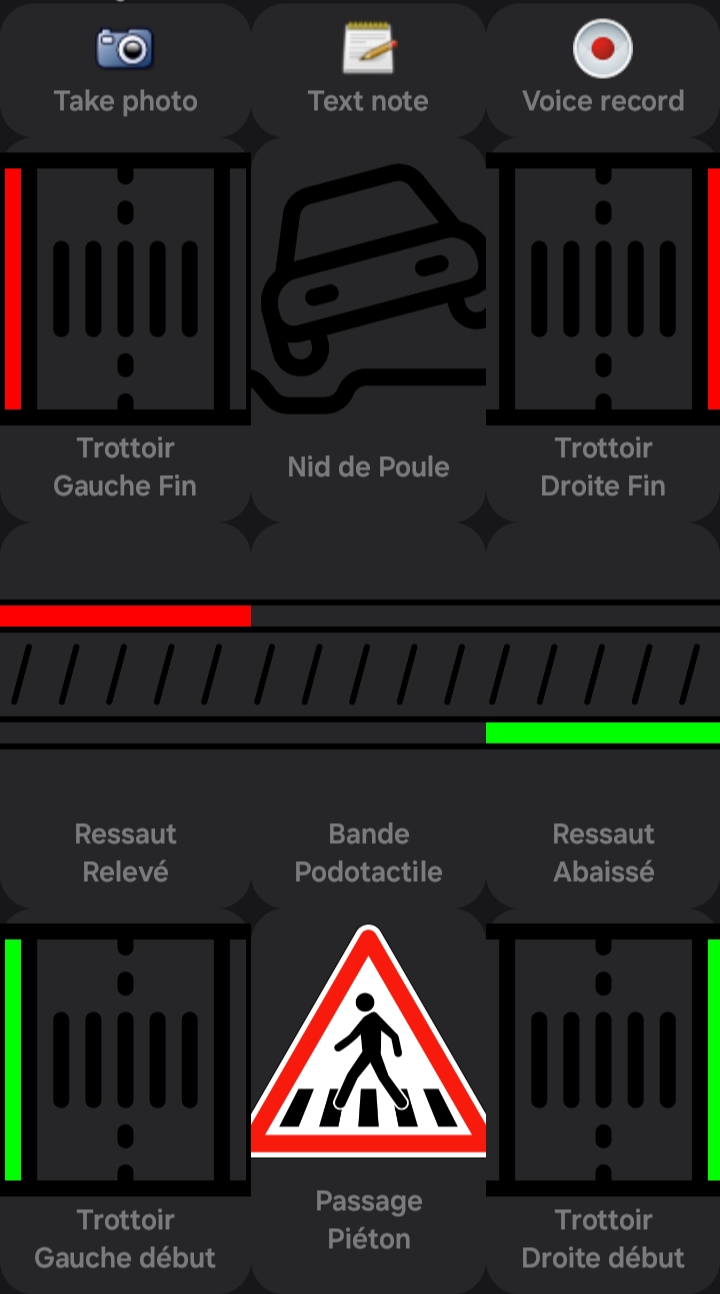 Take photo
Text note
Voice record
Trottoir
Gauche Fin
Nid de Poule
Trottoir
Droite Fin
Ressaut
Relevé
Bande
Podotactile
Ressaut
Abaissé
Trottoir
Gauche début
Passage
Piéton
Trottoir
Droite début